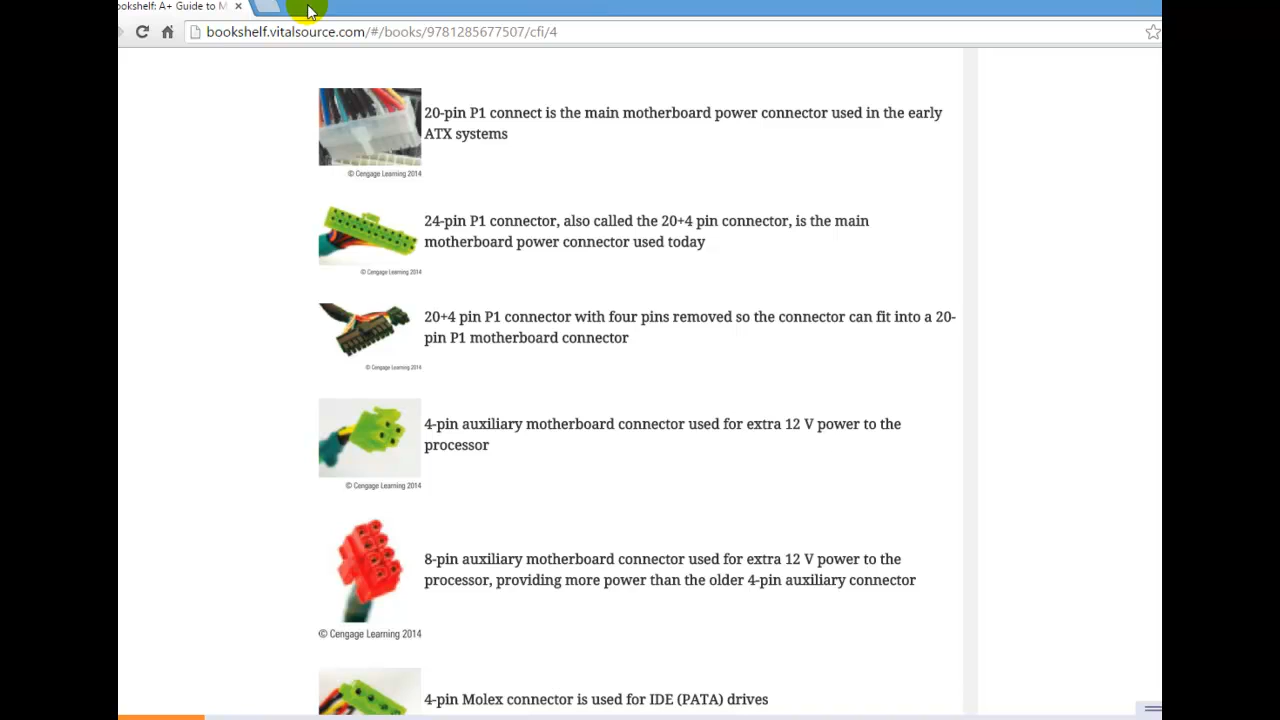 ookshelf: A+ Guide to M
bookshelf.vitalsource.com/#/books/9781285677507/cfi/4
20-pin P1 connect is the main motherboard power connector used in the early
ATX systems
© Cengage Learning 2014
24-pin P1 connector, also called the 20+4 pin connector, is the main
motherboard power connector used today
© Cengage Learning 2014
20+4 pin P1 connector with four pins removed so the connector can fit into a 20-
pin P1 motherboard connector
© Cengage Learning 2014
4-pin auxiliary motherboard connector used for extra 12 V power to the
processor
© Cengage Learning 2014
8-pin auxiliary motherboard connector used for extra 12 V power to the
processor, providing more power than the older 4-pin auxiliary connector
© Cengage Learning 2014
4-pin Molex connector is used for IDE (PATA) drives